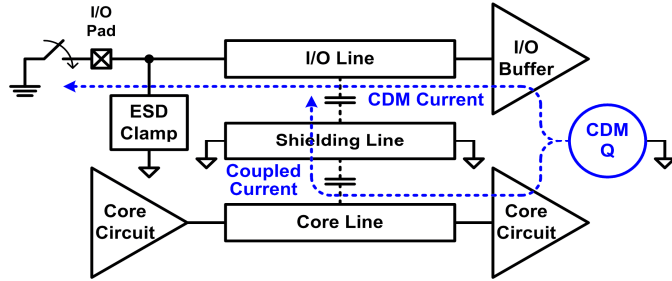 I/O
Pad
I/O Line
I/O
Buffer
CDM Current
ESD
Clamp
Shielding Line
CDM
Q
Coupled
Current
Core
Circuit
Core Line
Core
Circuit